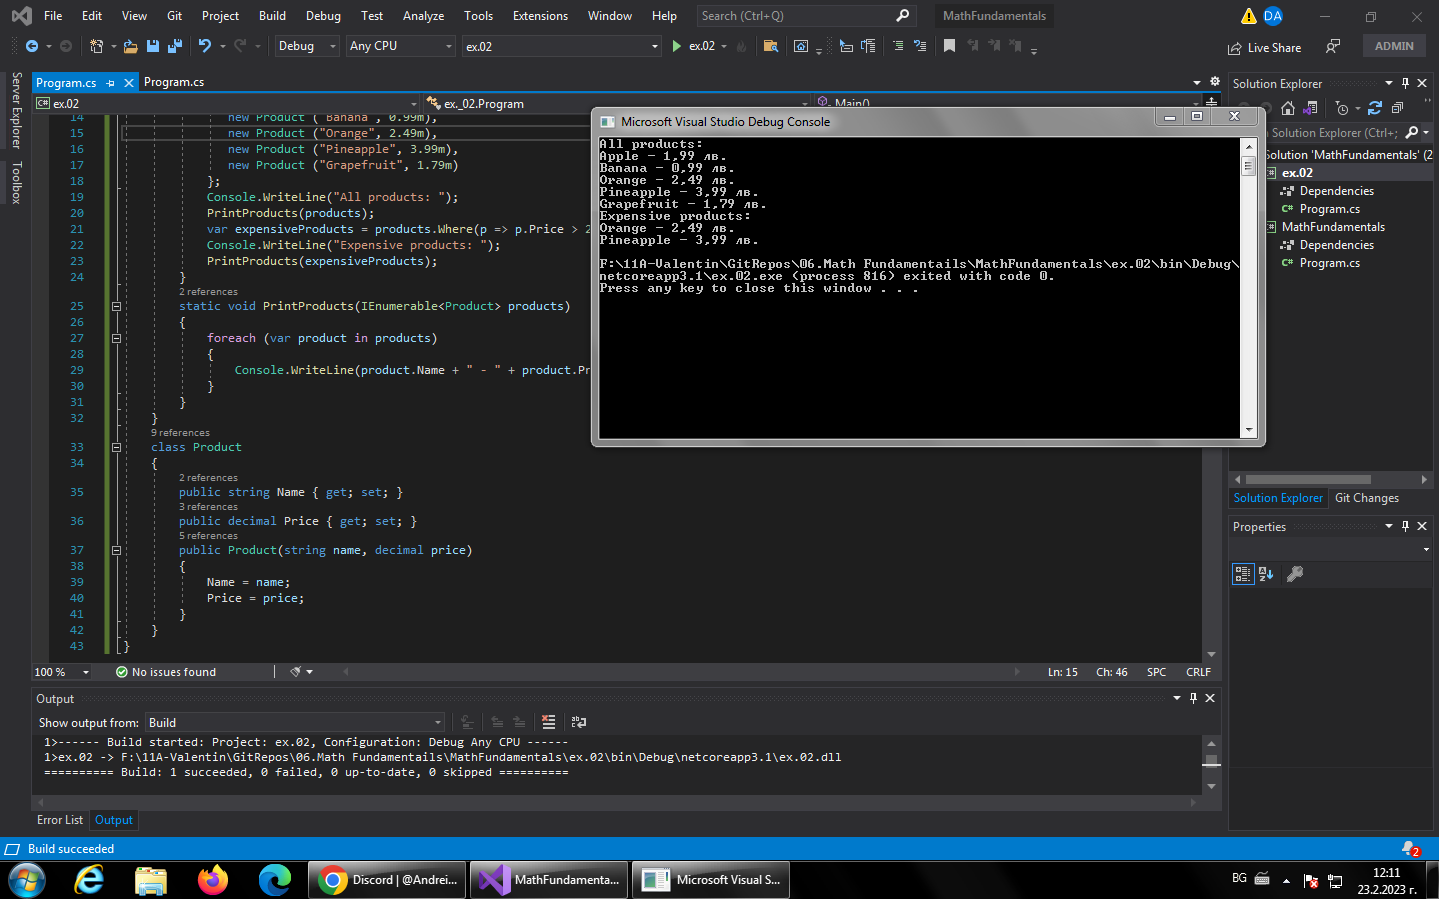 File Edit View Git Project Build Debug Test Analyze Tools Extensions Window Help Search (Ctrl+Q) MathFundamentals DA
Debug Any CPU ex.02 ex.02 Live Share ADMIN
Server Explorer
Toolbox
Program.cs Program.cs
ex.02 ex._02.Program Main()
14 new Product ("Banana", 0.99m),
15 new Product ("Orange", 2.49m),
16 new Product ("Pineapple", 3.99m),
17 new Product ("Grapefruit", 1.79m)
18 };
19 Console.WriteLine("All products: ");
20 PrintProducts(products);
21 var expensiveProducts = products.Where(p => p.Price > 2
22 Console.WriteLine("Expensive products: ");
23 PrintProducts(expensiveProducts);
24 }
2 references
25 static void PrintProducts(IEnumerable<Product> products)
26 {
27 foreach (var product in products)
28 {
29 Console.WriteLine(product.Name + " - " + product.Pr
30 }
31 }
32 }
9 references
33 class Product
34 {
2 references
35 public string Name { get; set; }
3 references
36 public decimal Price { get; set; }
5 references
37 public Product(string name, decimal price)
38 {
39 Name = name;
40 Price = price;
41 }
42 }
43 }
100 % No issues found Ln: 15 Ch: 46 SPC CRLF
Microsoft Visual Studio Debug Console
All products:
Apple - 1,99 лв.
Banana - 0,99 лв.
Orange - 2,49 лв.
Pineapple - 3,99 лв.
Grapefruit - 1,79 лв.
Expensive products:
Orange - 2,49 лв.
Pineapple - 3,99 лв.
F:\11A-Valentin\GitRepos\06.Math Fundamentails\MathFundamentals\ex.02\bin\Debug\
netcoreapp3.1\ex.02.exe (process 816) exited with code 0.
Press any key to close this window . . .
Solution Explorer
Solution Explorer (Ctrl+;
Solution 'MathFundamentals' (2
ex.02
Dependencies
C# Program.cs
MathFundamentals
Dependencies
C# Program.cs
Solution Explorer Git Changes
Properties
Output
Show output from: Build
1>------ Build started: Project: ex.02, Configuration: Debug Any CPU ------
1>ex.02 -> F:\11A-Valentin\GitRepos\06.Math Fundamentails\MathFundamentals\ex.02\bin\Debug\netcoreapp3.1\ex.02.dll
========== Build: 1 succeeded, 0 failed, 0 up-to-date, 0 skipped ==========
Error List Output
Build succeeded 2
Discord | @Andrei... MathFundamenta... Microsoft Visual S... BG 12:11
23.2.2023 г.